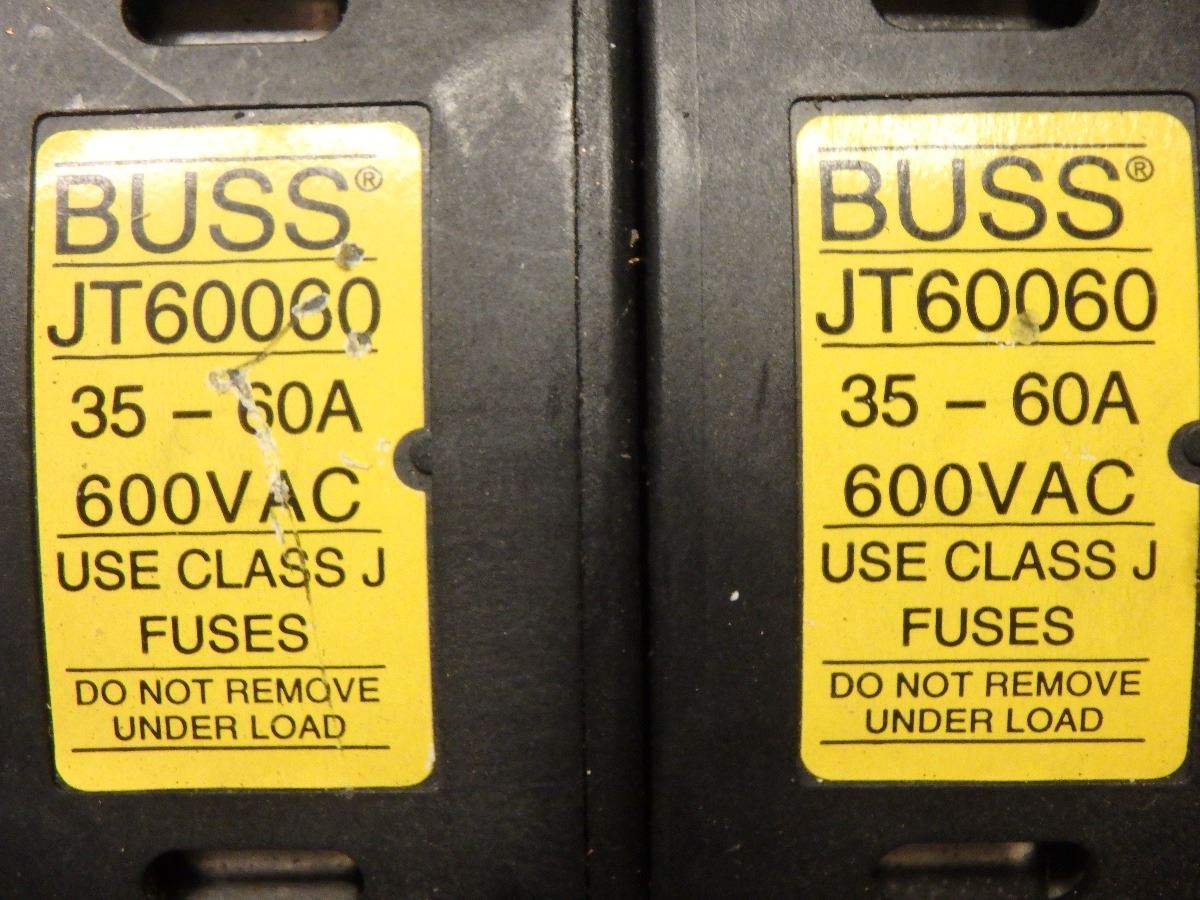 BUSS®
JT60060
35 – 60A
600VAC
USE CLASS J
FUSES
DO NOT REMOVE
UNDER LOAD
BUSS®
JT60060
35 – 60A
600VAC
USE CLASS J
FUSES
DO NOT REMOVE
UNDER LOAD